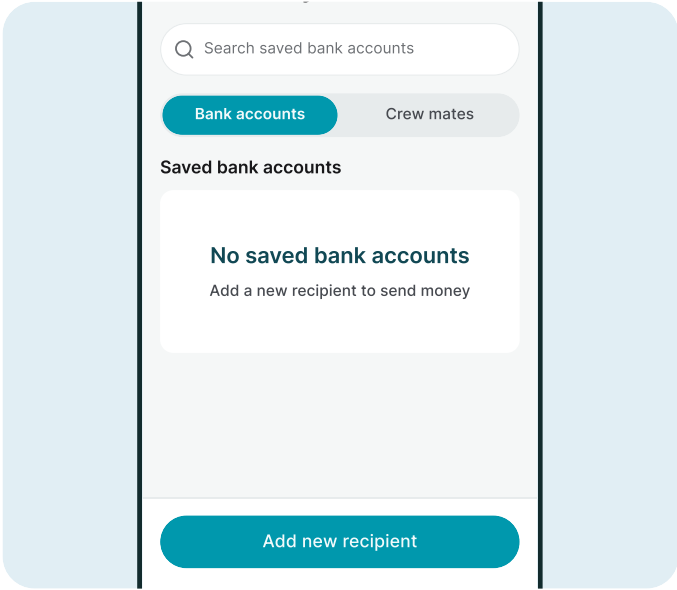 Search saved bank accounts
Bank accounts
Crew mates
Saved bank accounts
No saved bank accounts
Add a new recipient to send money
Add new recipient